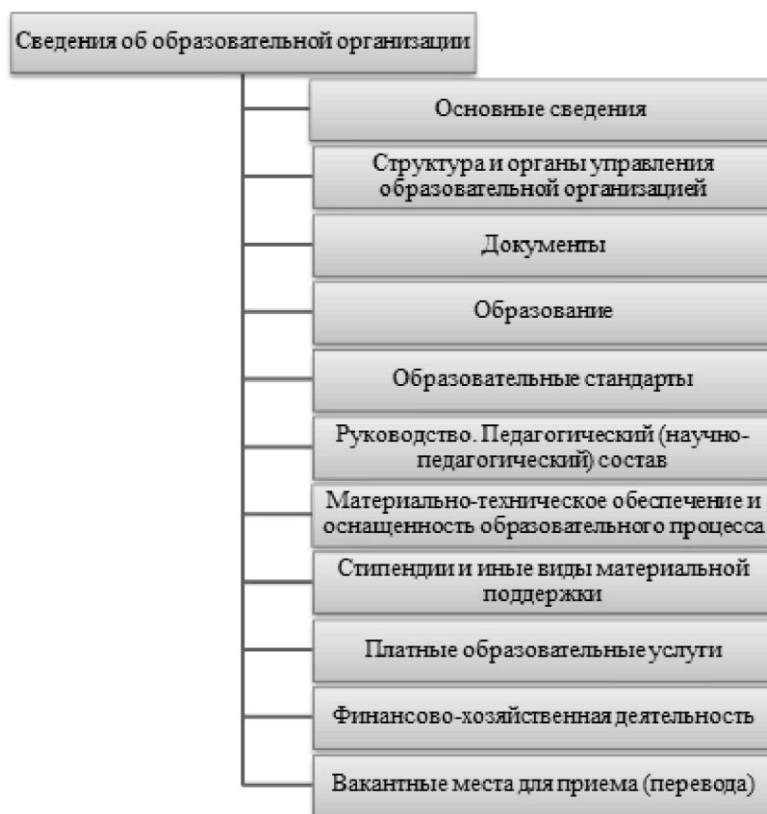 Сведения об образовательной организации
Основные сведения
Структура и органы управления
образовательной организацией
Документы
Образование
Образовательные стандарты
Руководство. Педагогический (научно-
педагогический) состав
Материально-техническое обеспечение и
оснащенность образовательного процесса
Стипендии и иные виды материальной
поддержки
Платные образовательные услуги
Финансово-хозяйственная деятельность
Вакантные места для приема (перевода)